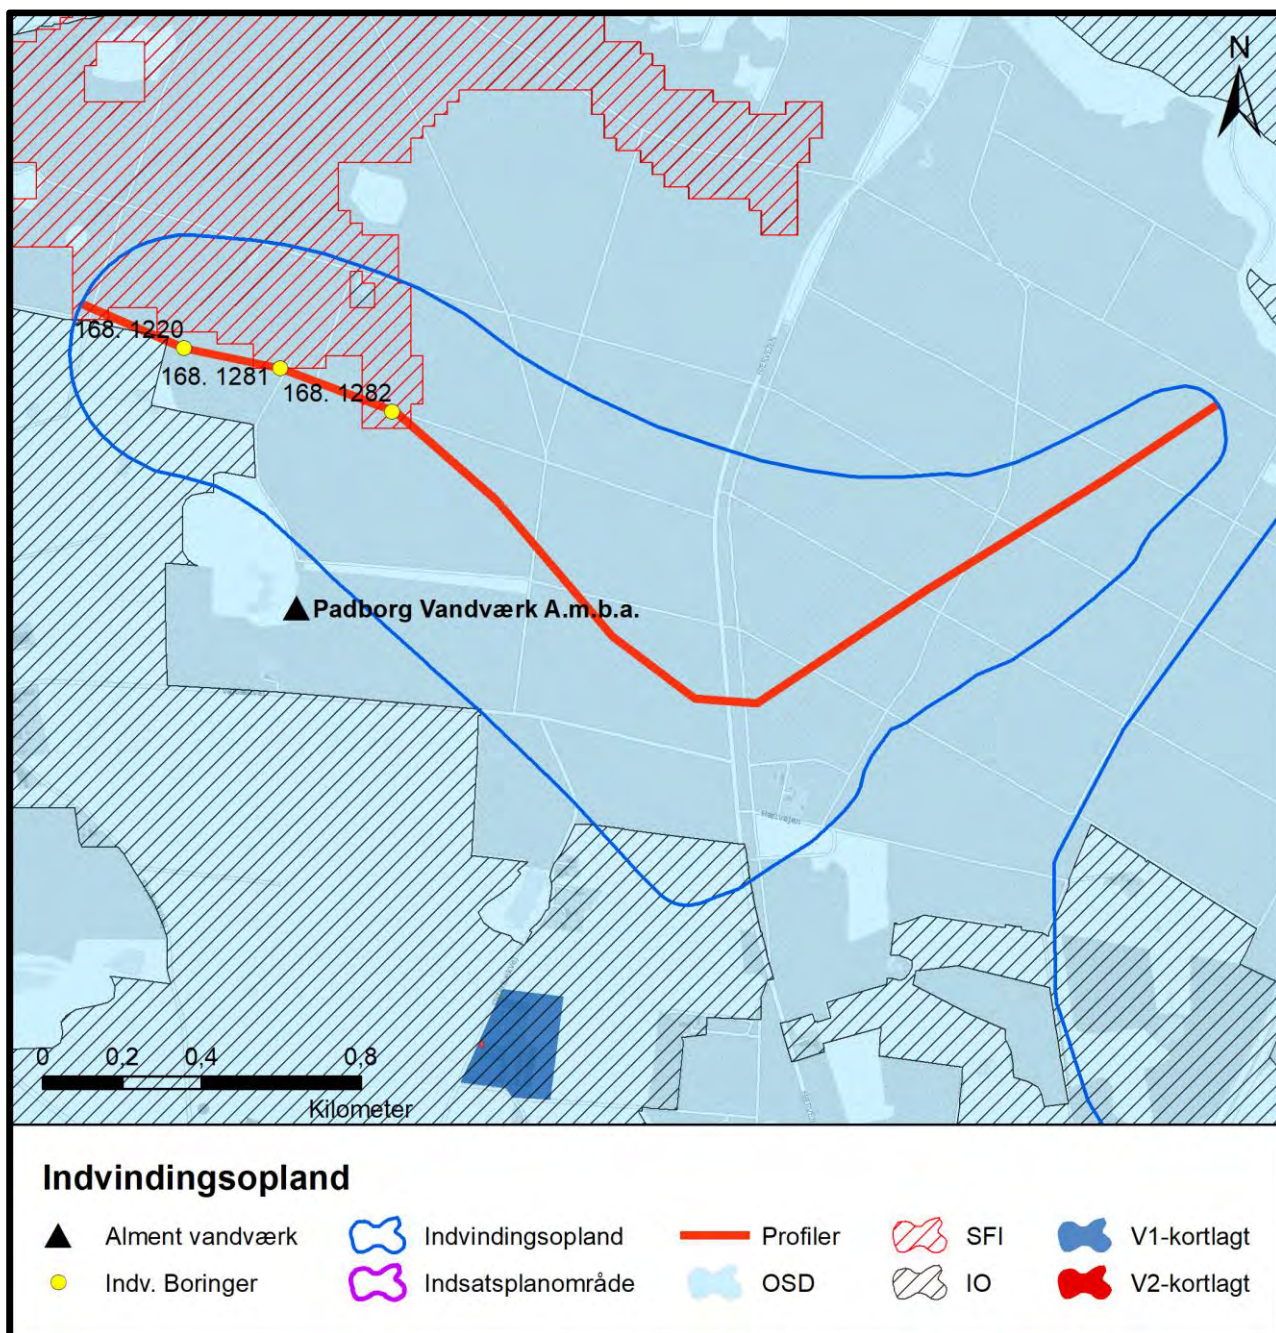 N
168. 1220
168. 1281
168. 1282
Padborg Vandværk A.m.b.a.
Hønvejen
0 0,2 0,4 0,8
Kilometer
Indvindingsopland
Alment vandværk
Indvindingsopland
Profiler
SFI
V1-kortlagt
Indv. Boringer
Indsatsplanområde
OSD
IO
V2-kortlagt